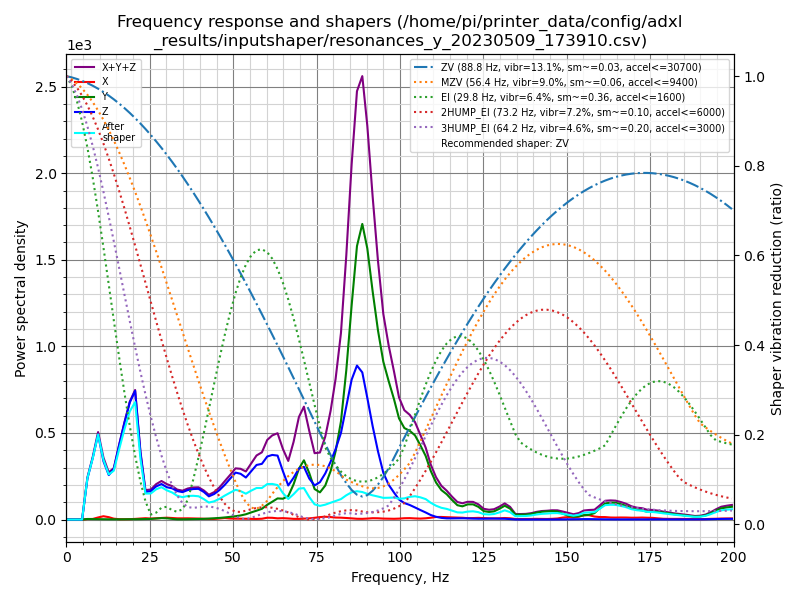 Frequency response and shapers (/home/pi/printer_data/config/adxl
_results/inputshaper/resonances_y_20230509_173910.csv)
1e3
X+Y+Z
X
Y
Z
After
shaper
ZV (88.8 Hz, vibr=13.1%, sm~=0.03, accel<=30700)
MZV (56.4 Hz, vibr=9.0%, sm~=0.06, accel<=9400)
EI (29.8 Hz, vibr=6.4%, sm~=0.36, accel<=1600)
2HUMP_EI (73.2 Hz, vibr=7.2%, sm~=0.10, accel<=6000)
3HUMP_EI (64.2 Hz, vibr=4.6%, sm~=0.20, accel<=3000)
Recommended shaper: ZV
Power spectral density
2.5
2.0
1.5
1.0
0.5
0.0
1.0
0.8
0.6
0.4
0.2
0.0
Shaper vibration reduction (ratio)
0 25 50 75 100 125 150 175 200
Frequency, Hz